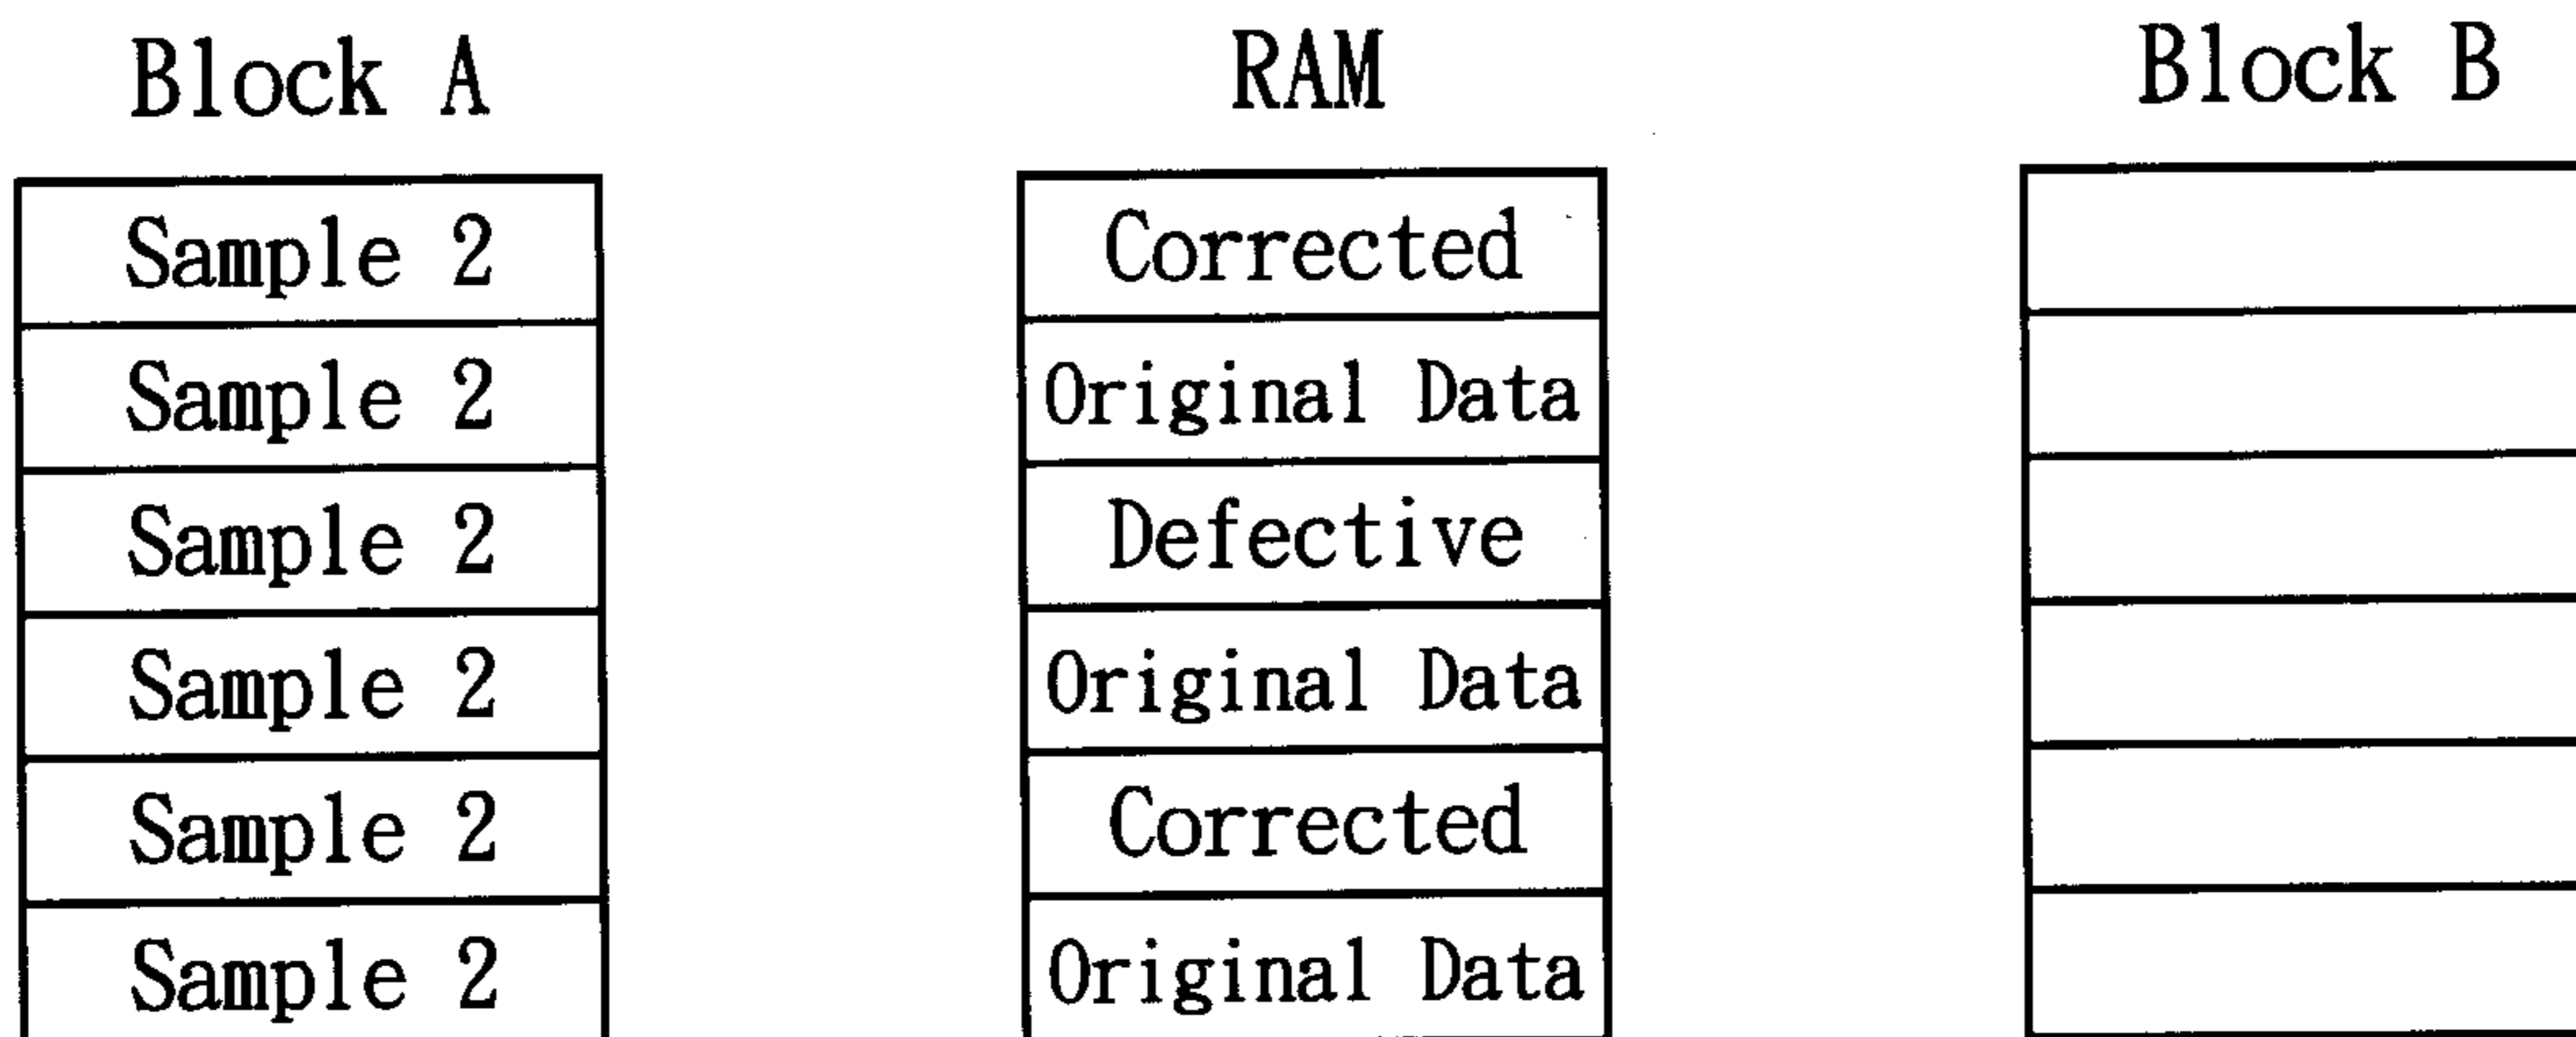 Block A RAM Block B
Sample 2 Corrected
Sample 2 Original Data
Sample 2 Defective
Sample 2 Original Data
Sample 2 Corrected
Sample 2 Original Data